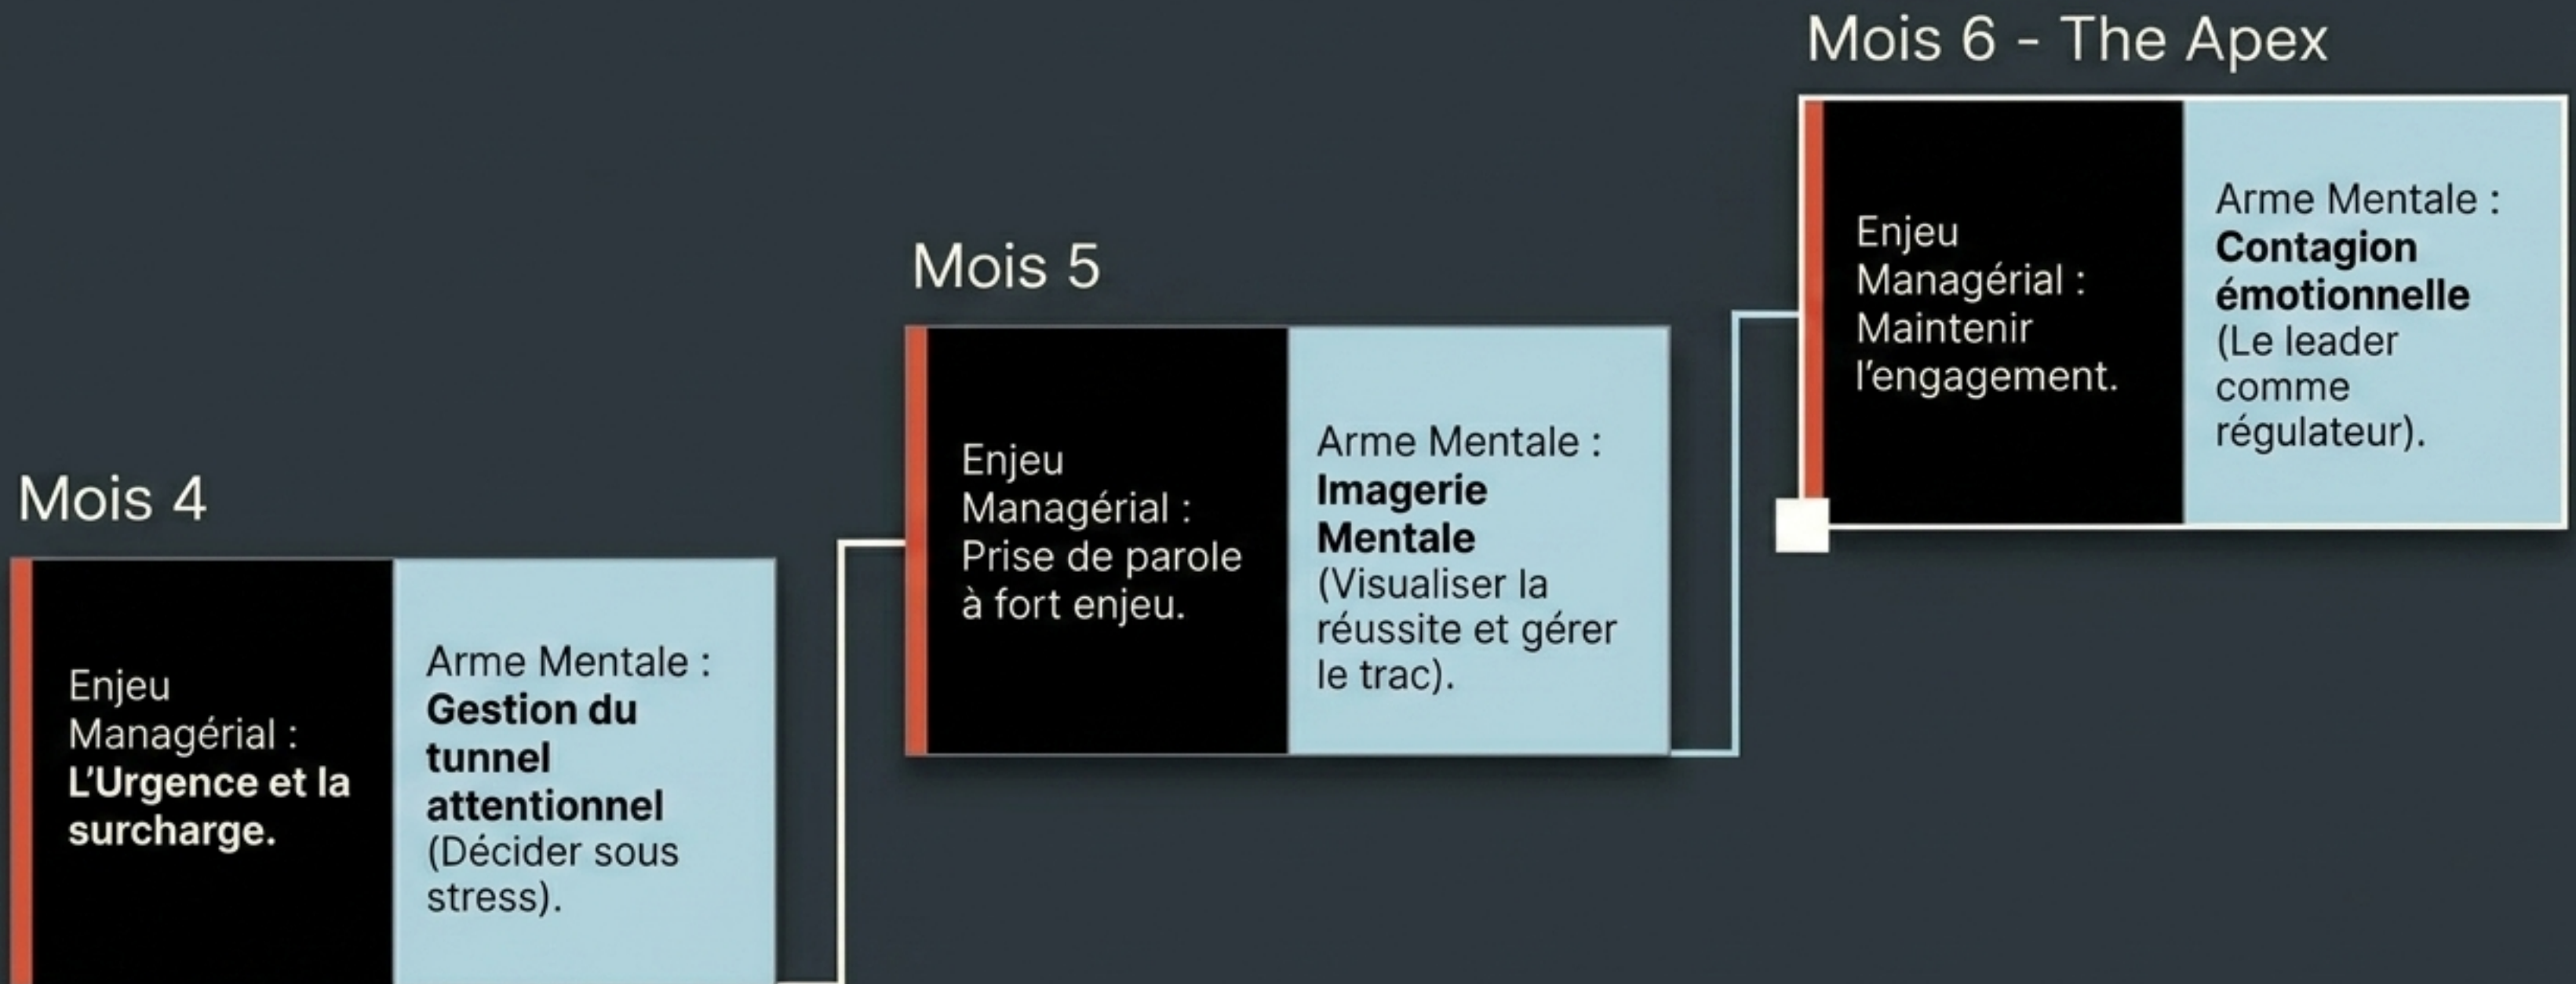 Mois 4
Enjeu
Managérial :
L’Urgence et la
surcharge.
Arme Mentale :
Gestion du
tunnel
attentionnel
(Décider sous
stress).
Mois 5
Enjeu
Managérial :
Prise de parole
à fort enjeu.
Arme Mentale :
Imagerie
Mentale
(Visualiser la
réussite et gérer
le trac).
Mois 6 - The Apex
Enjeu
Managérial :
Maintenir
l’engagement.
Arme Mentale :
Contagion
émotionnelle
(Le leader
comme
régulateur).